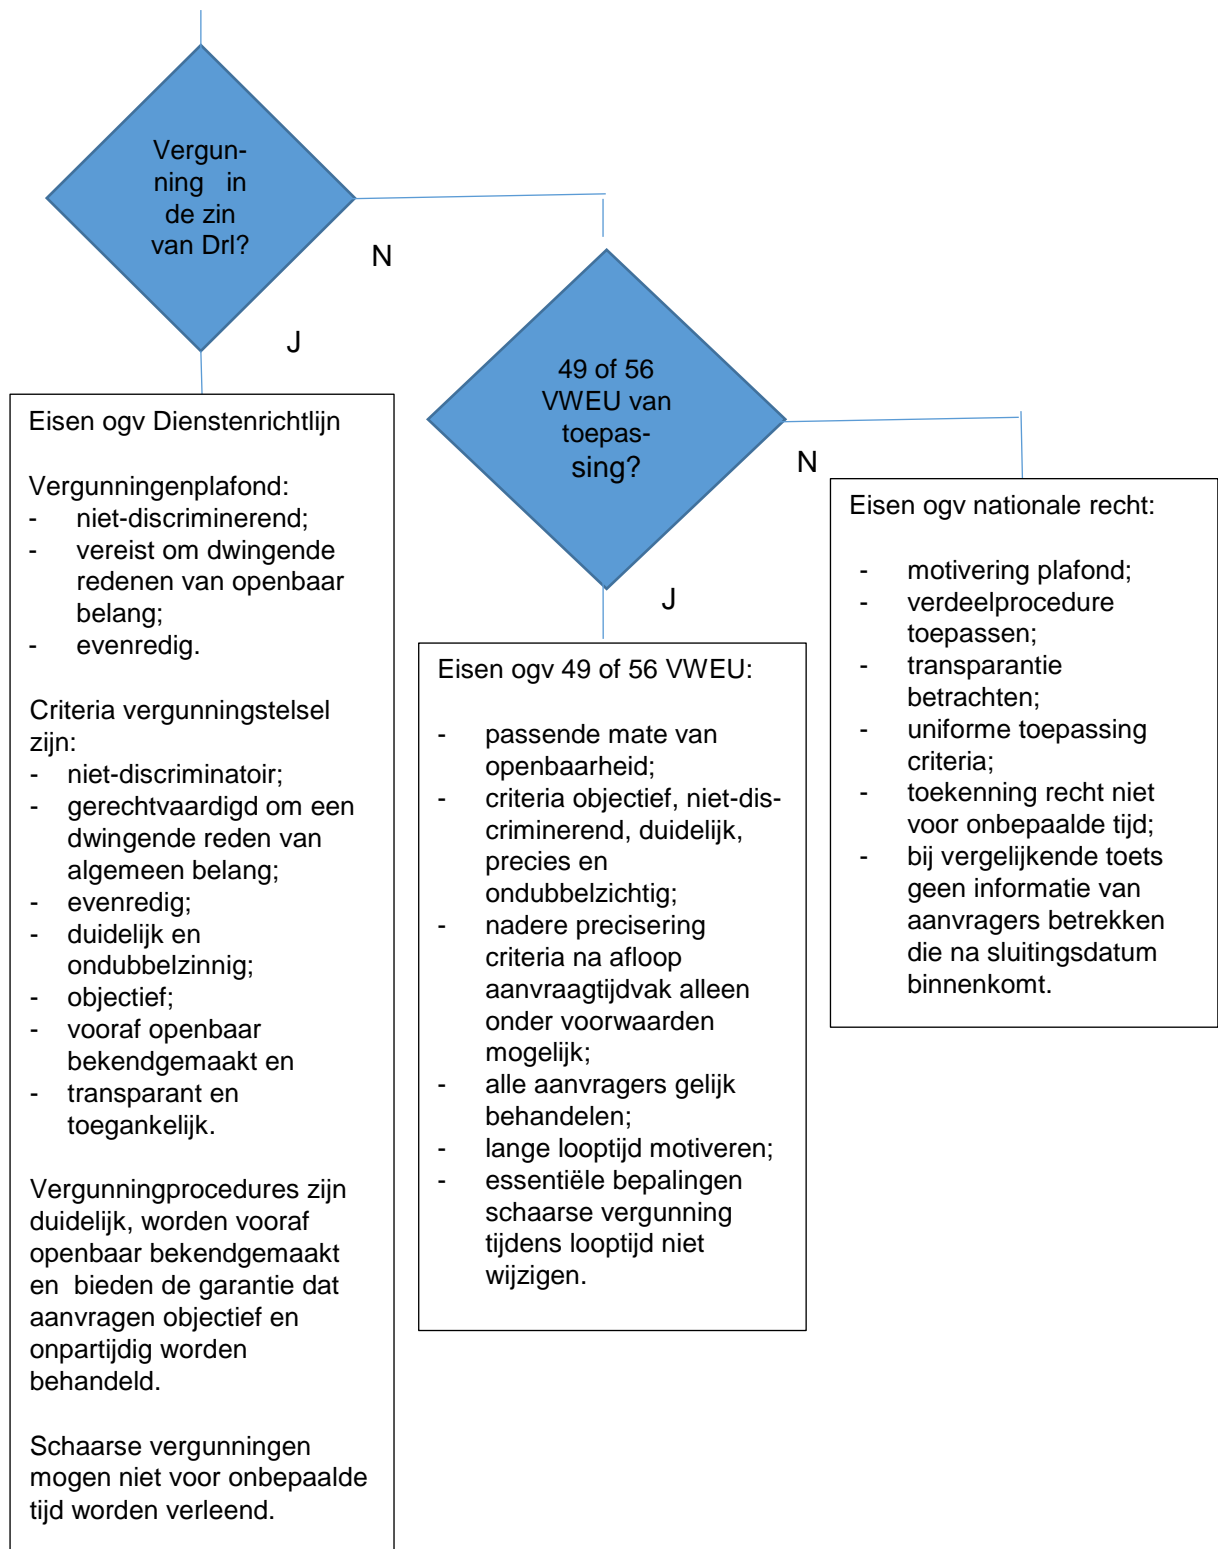 Vergun-
ning in
de zin
van Drl?
N
J
49 of 56
VWEU van
toepas-
sing?
N
J
Eisen ogv Dienstenrichtlijn
Vergunningenplafond:
- niet-discriminerend;
- vereist om dwingende
redenen van openbaar
belang;
- evenredig.
Criteria vergunningstelsel
zijn:
- niet-discriminatoir;
- gerechtvaardigd om een
dwingende reden van
algemeen belang;
- evenredig;
- duidelijk en
ondubbelzinnig;
- objectief;
- vooraf openbaar
bekendgemaakt en
- transparant en
toegankelijk.
Vergunningprocedures zijn
duidelijk, worden vooraf
openbaar bekendgemaakt
en bieden de garantie dat
aanvragen objectief en
onpartijdig worden
behandeld.
Schaarse vergunningen
mogen niet voor onbepaalde
tijd worden verleend.
Eisen ogv 49 of 56 VWEU:
- passende mate van
openbaarheid;
- criteria objectief, niet-dis-
criminerend, duidelijk,
precies en
ondubbelzichtig;
- nadere precisering
criteria na afloop
aanvraagtijdvak alleen
onder voorwaarden
mogelijk;
- alle aanvragers gelijk
behandelen;
- lange looptijd motiveren;
- essentiële bepalingen
schaarse vergunning
tijdens looptijd niet
wijzigen.
Eisen ogv nationale recht:
- motivering plafond;
- verdeelprocedure
toepassen;
- transparantie
betrachten;
- uniforme toepassing
criteria;
- toekenning recht niet
voor onbepaalde tijd;
- bij vergelijkende toets
geen informatie van
aanvragers betrekken
die na sluitingsdatum
binnenkomt.